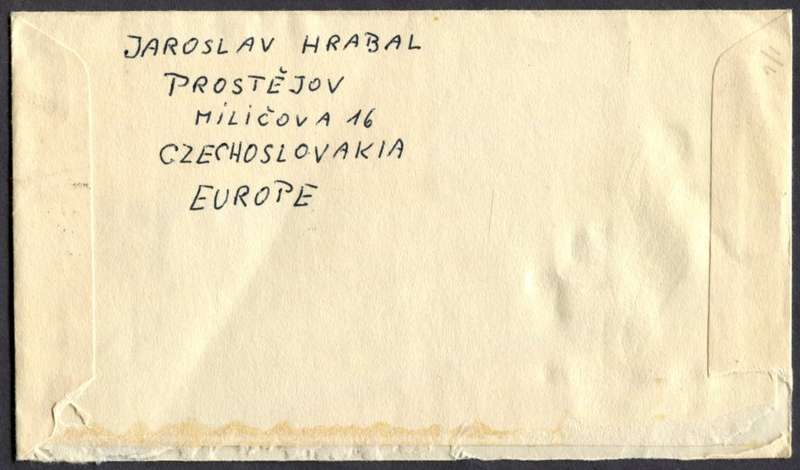 JAROSLAV HRABAL
PROSTĚJOV
MILIČOVA 16
CZECHOSLOVAKIA
EUROPE